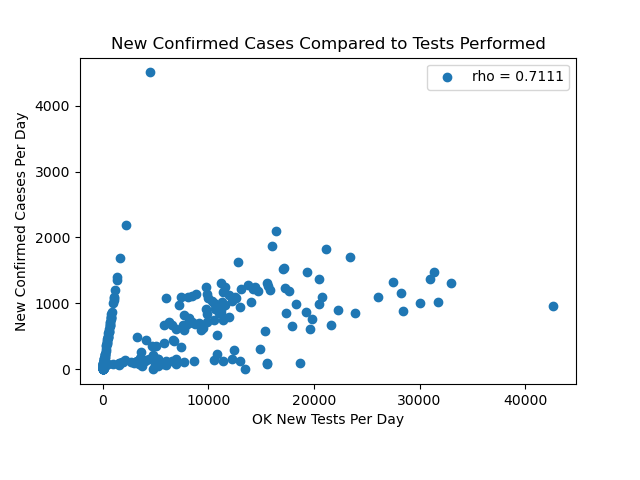 New Confirmed Cases Compared to Tests Performed
rho = 0.7111
4000
3000
2000
1000
0
New Confirmed Caeses Per Day
0 10000 20000 30000 40000
OK New Tests Per Day